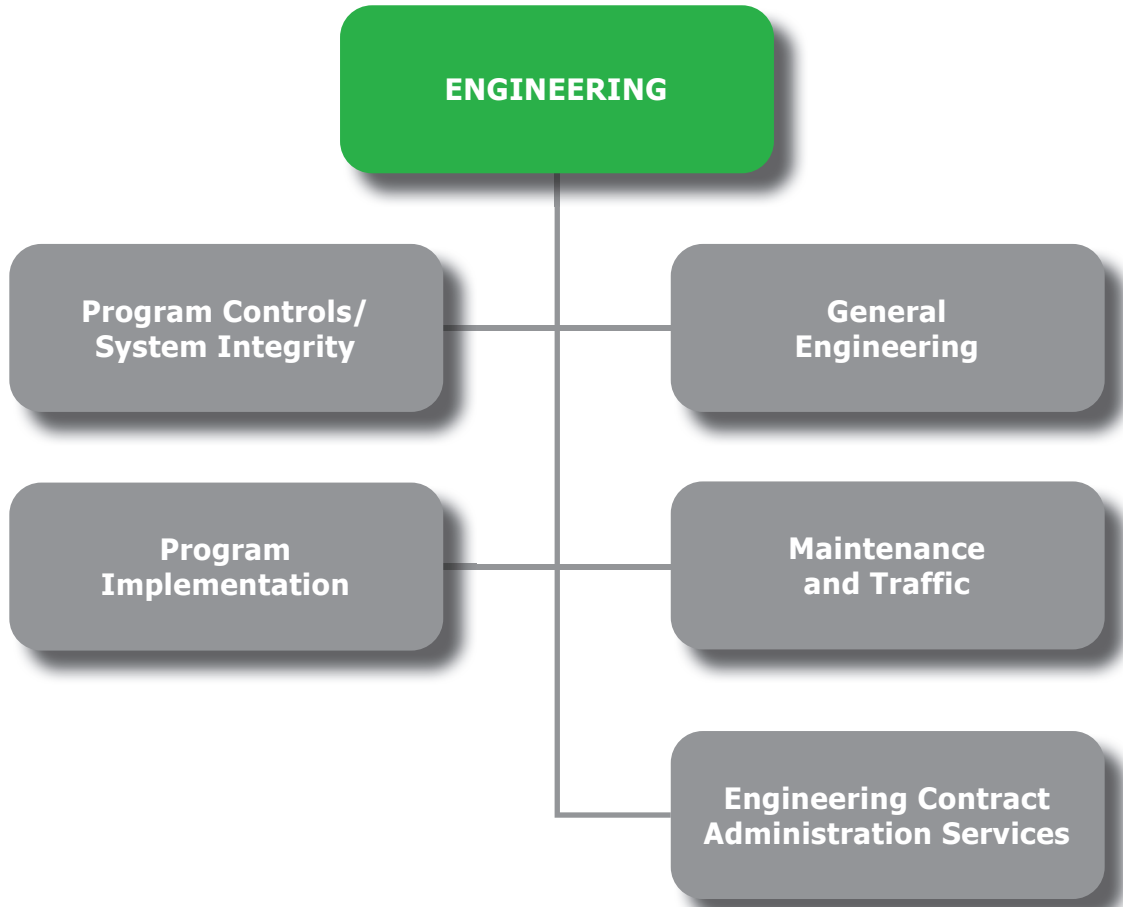 ENGINEERING
Program Controls/
System Integrity
General
Engineering
Program
Implementation
Maintenance
and Traffic
Engineering Contract
Administration Services